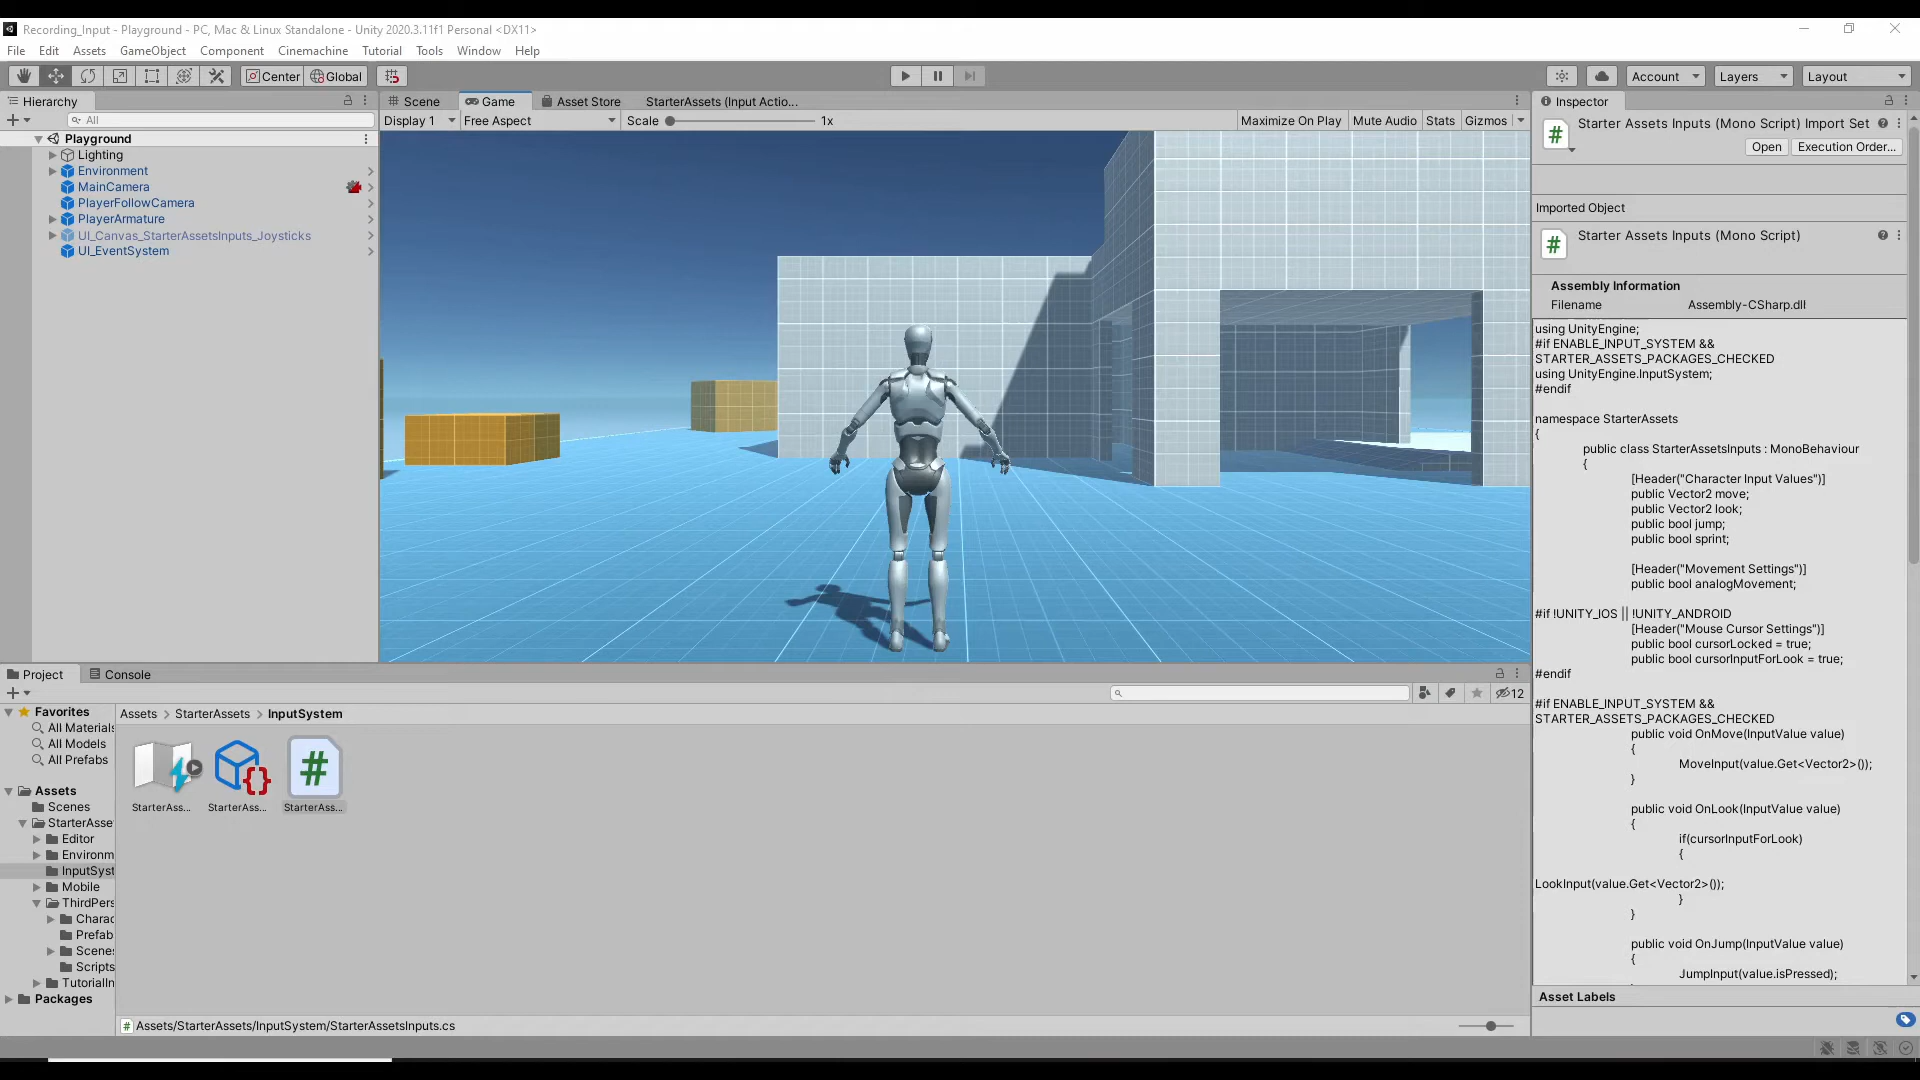 Recording_Input - Playground - PC, Mac & Linux Standalone - Unity 2020.3.11f1 Personal <DX11>
File Edit Assets GameObject Component Cinemachine Tutorial Tools Window Help
Center Global
Account Layers Layout
Hierarchy
All
Playground
Lighting
Environment
MainCamera
PlayerFollowCamera
PlayerArmature
UI_Canvas_StarterAssetsInputs_Joysticks
UI_EventSystem
Scene Game Asset Store StarterAssets (Input Actio...
Display 1 Free Aspect Scale 1x Maximize On Play Mute Audio Stats Gizmos
Inspector
Starter Assets Inputs (Mono Script) Import Set
Open Execution Order...
Imported Object
Starter Assets Inputs (Mono Script)
Assembly Information
Filename Assembly-CSharp.dll
using UnityEngine;
#if ENABLE_INPUT_SYSTEM &&
STARTER_ASSETS_PACKAGES_CHECKED
using UnityEngine.InputSystem;
#endif
namespace StarterAssets
{
public class StarterAssetsInputs : MonoBehaviour
{
[Header("Character Input Values")]
public Vector2 move;
public Vector2 look;
public bool jump;
public bool sprint;
[Header("Movement Settings")]
public bool analogMovement;
#if !UNITY_IOS || !UNITY_ANDROID
[Header("Mouse Cursor Settings")]
public bool cursorLocked = true;
public bool cursorInputForLook = true;
#endif
#if ENABLE_INPUT_SYSTEM &&
STARTER_ASSETS_PACKAGES_CHECKED
public void OnMove(InputValue value)
{
MoveInput(value.Get<Vector2>());
}
public void OnLook(InputValue value)
{
if(cursorInputForLook)
{
LookInput(value.Get<Vector2>());
}
}
public void OnJump(InputValue value)
{
JumpInput(value.isPressed);
Asset Labels
Project Console
12
Favorites
All Materials
All Models
All Prefabs
Assets
Scenes
StarterAsse
Editor
Environm
InputSyst
Mobile
ThirdPers
Charac
Prefab
Scenes
Scripts
TutorialIn
Packages
Assets > StarterAssets > InputSystem
StarterAss... StarterAss... StarterAss...
Assets/StarterAssets/InputSystem/StarterAssetsInputs.cs